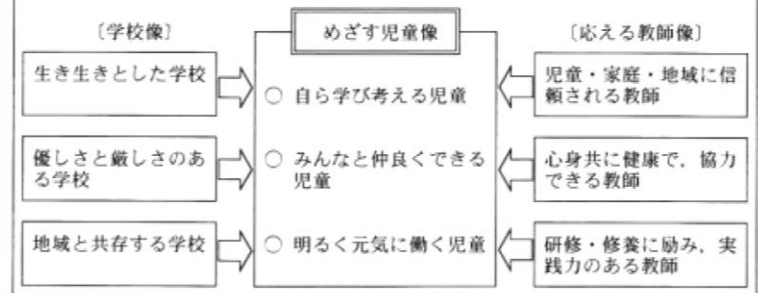 〔学校像〕
生き生きとした学校
優しさと厳しさのあ
る学校
地域と共存する学校
めざす児童像
○ 自ら学び考える児童
○ みんなと仲良くできる
児童
○ 明るく元気に働く児童
〔応える教師像〕
児童・家庭・地域に信
頼される教師
心身共に健康で，協力
できる教師
研修・修養に励み，実
践力のある教師